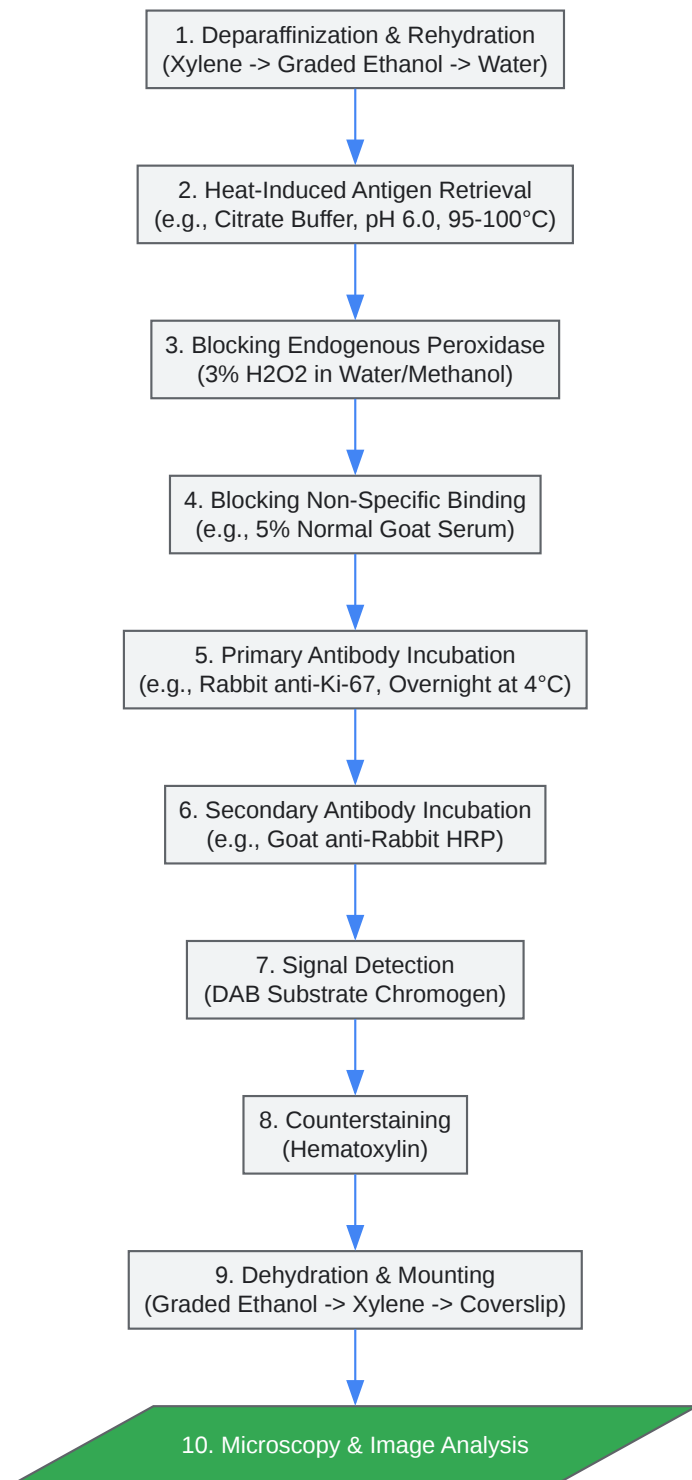 1. Deparaffinization & Rehydration
(Xylene -> Graded Ethanol -> Water)
2. Heat-Induced Antigen Retrieval
(e.g., Citrate Buffer, pH 6.0, 95-100°C)
3. Blocking Endogenous Peroxidase
(3% H2O2 in Water/Methanol)
4. Blocking Non-Specific Binding
(e.g., 5% Normal Goat Serum)
5. Primary Antibody Incubation
(e.g., Rabbit anti-Ki-67, Overnight at 4°C)
6. Secondary Antibody Incubation
(e.g., Goat anti-Rabbit HRP)
7. Signal Detection
(DAB Substrate Chromogen)
8. Counterstaining
(Hematoxylin)
9. Dehydration & Mounting
(Graded Ethanol -> Xylene -> Coverslip)
10. Microscopy & Image Analysis